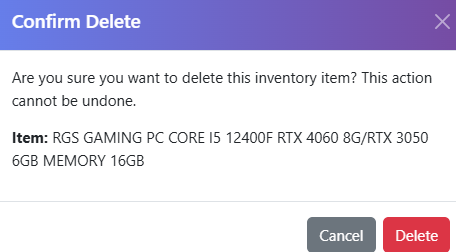 Confirm Delete
Are you sure you want to delete this inventory item? This action
cannot be undone.
Item: RGS GAMING PC CORE I5 12400F RTX 4060 8G/RTX 3050
6GB MEMORY 16GB
Cancel
Delete